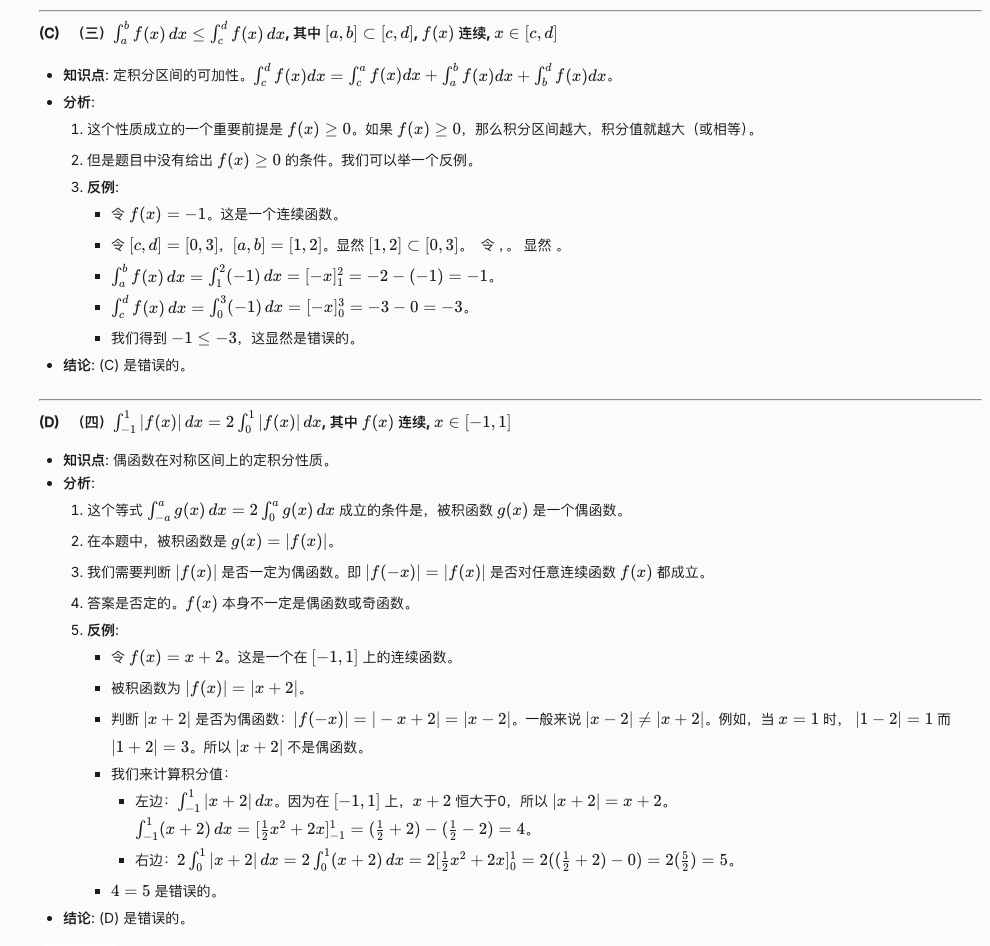 (C) （三）$\int_a^b f(x)\,dx \leq \int_c^d f(x)\,dx$, 其中 $[a,b] \subset [c,d]$, $f(x)$ 连续, $x \in [c,d]$
• 知识点: 定积分区间的可加性。$\int_c^d f(x)dx = \int_c^a f(x)dx + \int_a^b f(x)dx + \int_b^d f(x)dx$。
• 分析:
1. 这个性质成立的一个重要前提是 $f(x) \geq 0$。如果 $f(x) \geq 0$，那么积分区间越大，积分值就越大（或相等）。
2. 但是题目中没有给出 $f(x) \geq 0$ 的条件。我们可以举一个反例。
3. 反例:
▪ 令 $f(x) = -1$。这是一个连续函数。
▪ 令 $[c,d] = [0,3]$，$[a,b] = [1,2]$。显然 $[1,2] \subset [0,3]$。 令 , 。 显然 。
▪ $\int_a^b f(x)\,dx = \int_1^2 (-1)\,dx = [-x]_1^2 = -2 - (-1) = -1$。
▪ $\int_c^d f(x)\,dx = \int_0^3 (-1)\,dx = [-x]_0^3 = -3 - 0 = -3$。
▪ 我们得到 $-1 \leq -3$，这显然是错误的。
• 结论: (C) 是错误的。
(D) （四）$\int_{-1}^1 |f(x)|\,dx = 2\int_0^1 |f(x)|\,dx$, 其中 $f(x)$ 连续, $x \in [-1,1]$
• 知识点: 偶函数在对称区间上的定积分性质。
• 分析:
1. 这个等式 $\int_{-a}^a g(x)\,dx = 2\int_0^a g(x)\,dx$ 成立的条件是，被积函数 $g(x)$ 是一个偶函数。
2. 在本题中，被积函数是 $g(x) = |f(x)|$。
3. 我们需要判断 $|f(x)|$ 是否一定为偶函数。即 $|f(-x)| = |f(x)|$ 是否对任意连续函数 $f(x)$ 都成立。
4. 答案是否定的。$f(x)$ 本身不一定是偶函数或奇函数。
5. 反例:
▪ 令 $f(x) = x + 2$。这是一个在 $[-1,1]$ 上的连续函数。
▪ 被积函数为 $|f(x)| = |x + 2|$。
▪ 判断 $|x + 2|$ 是否为偶函数：$|f(-x)| = |-x + 2| = |x - 2|$。一般来说 $|x - 2| \neq |x + 2|$。例如，当 $x = 1$ 时， $|1 - 2| = 1$ 而
$|1 + 2| = 3$。所以 $|x + 2|$ 不是偶函数。
▪ 我们来计算积分值：
▪ 左边：$\int_{-1}^1 |x + 2|\,dx$。因为在 $[-1,1]$ 上，$x + 2$ 恒大于0，所以 $|x + 2| = x + 2$。
$\int_{-1}^1 (x + 2)\,dx = [\frac{1}{2}x^2 + 2x]_{-1}^1 = (\frac{1}{2} + 2) - (\frac{1}{2} - 2) = 4$。
▪ 右边：$2\int_0^1 |x + 2|\,dx = 2\int_0^1 (x + 2)\,dx = 2[\frac{1}{2}x^2 + 2x]_0^1 = 2((\frac{1}{2} + 2) - 0) = 2(\frac{5}{2}) = 5$。
▪ $4 = 5$ 是错误的。
• 结论: (D) 是错误的。